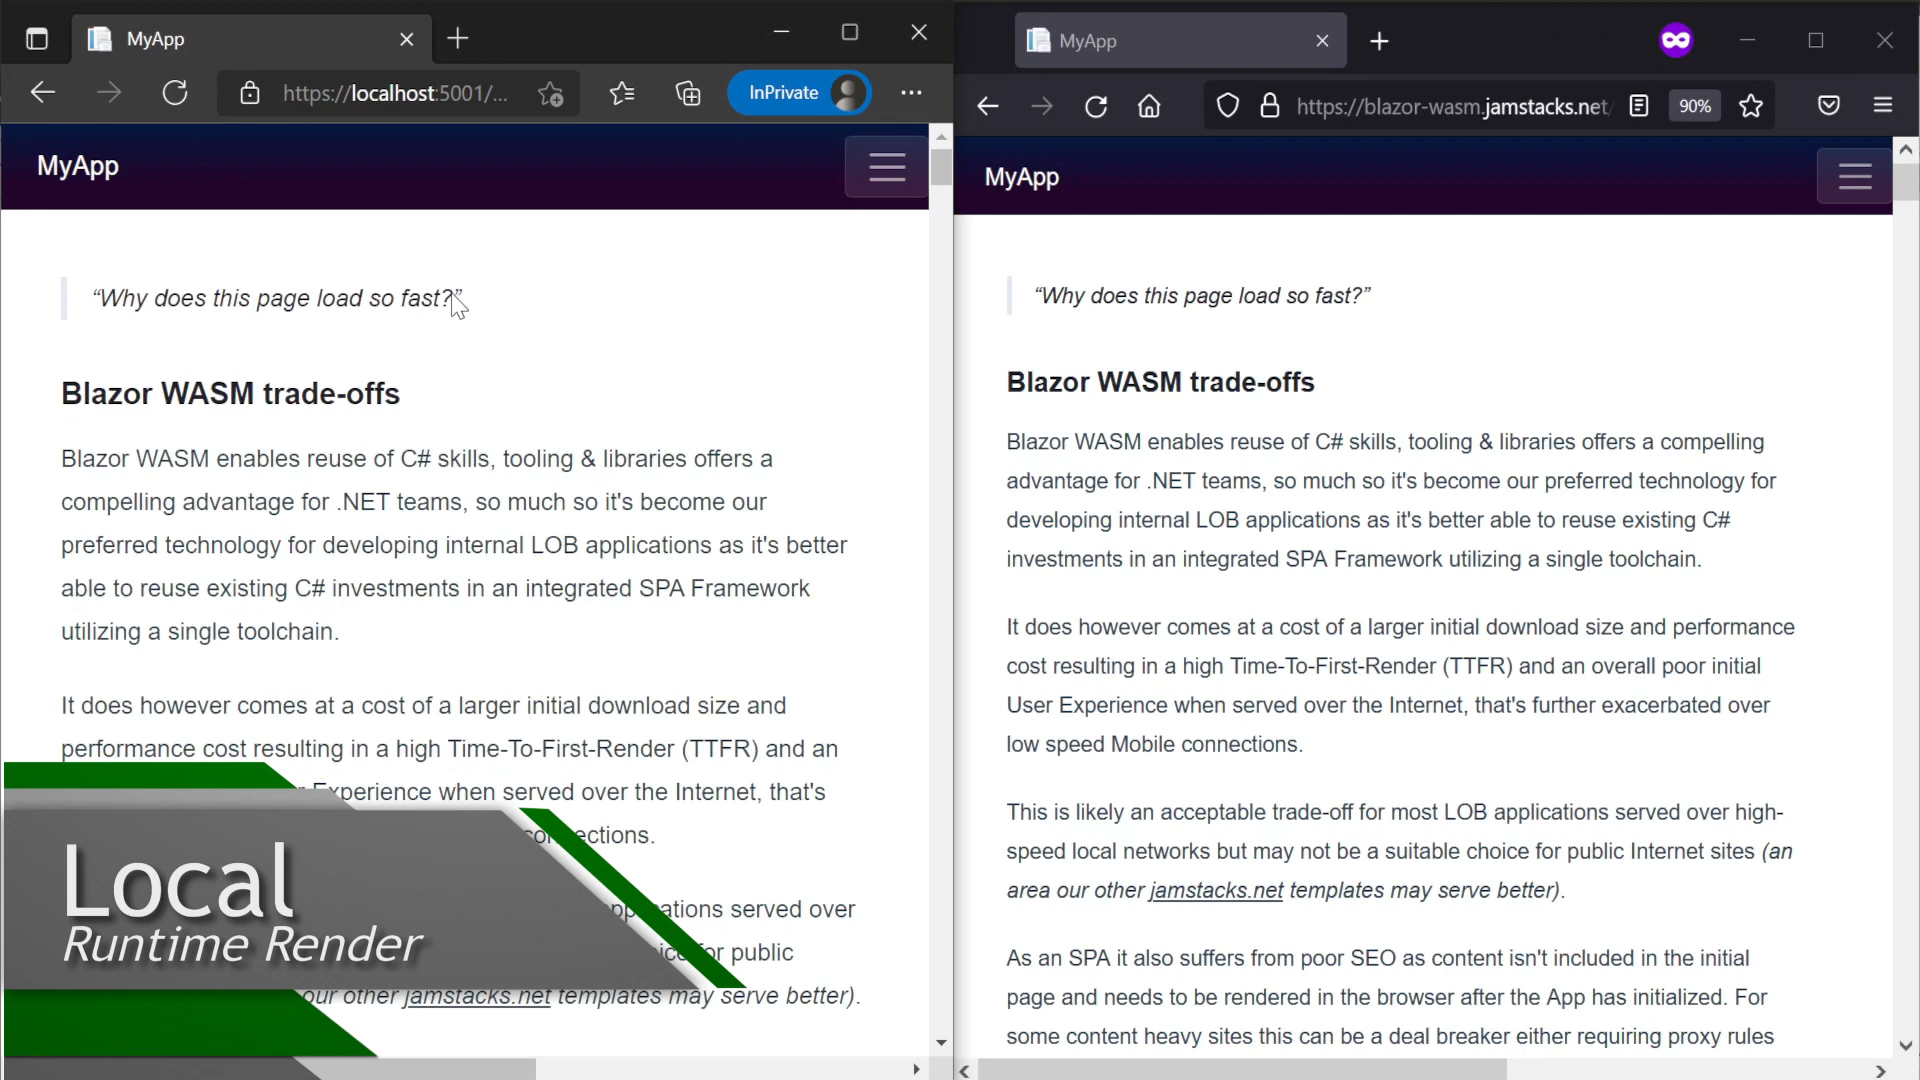 MyApp
https://localhost:5001/...
InPrivate
MyApp
“Why does this page load so fast?”
Blazor WASM trade-offs
Blazor WASM enables reuse of C# skills, tooling & libraries offers a
compelling advantage for .NET teams, so much so it's become our
preferred technology for developing internal LOB applications as it's better
able to reuse existing C# investments in an integrated SPA Framework
utilizing a single toolchain.
It does however comes at a cost of a larger initial download size and
performance cost resulting in a high Time-To-First-Render (TTFR) and an
Experience when served over the Internet, that's
served over
for public
our other jamstacks.net templates may serve better).
Local
Runtime Render
MyApp
https://blazor-wasm.jamstacks.net/
90%
MyApp
“Why does this page load so fast?”
Blazor WASM trade-offs
Blazor WASM enables reuse of C# skills, tooling & libraries offers a compelling
advantage for .NET teams, so much so it's become our preferred technology for
developing internal LOB applications as it's better able to reuse existing C#
investments in an integrated SPA Framework utilizing a single toolchain.
It does however comes at a cost of a larger initial download size and performance
cost resulting in a high Time-To-First-Render (TTFR) and an overall poor initial
User Experience when served over the Internet, that's further exacerbated over
low speed Mobile connections.
This is likely an acceptable trade-off for most LOB applications served over high-
speed local networks but may not be a suitable choice for public Internet sites (an
area our other jamstacks.net templates may serve better).
As an SPA it also suffers from poor SEO as content isn't included in the initial
page and needs to be rendered in the browser after the App has initialized. For
some content heavy sites this can be a deal breaker either requiring proxy rules